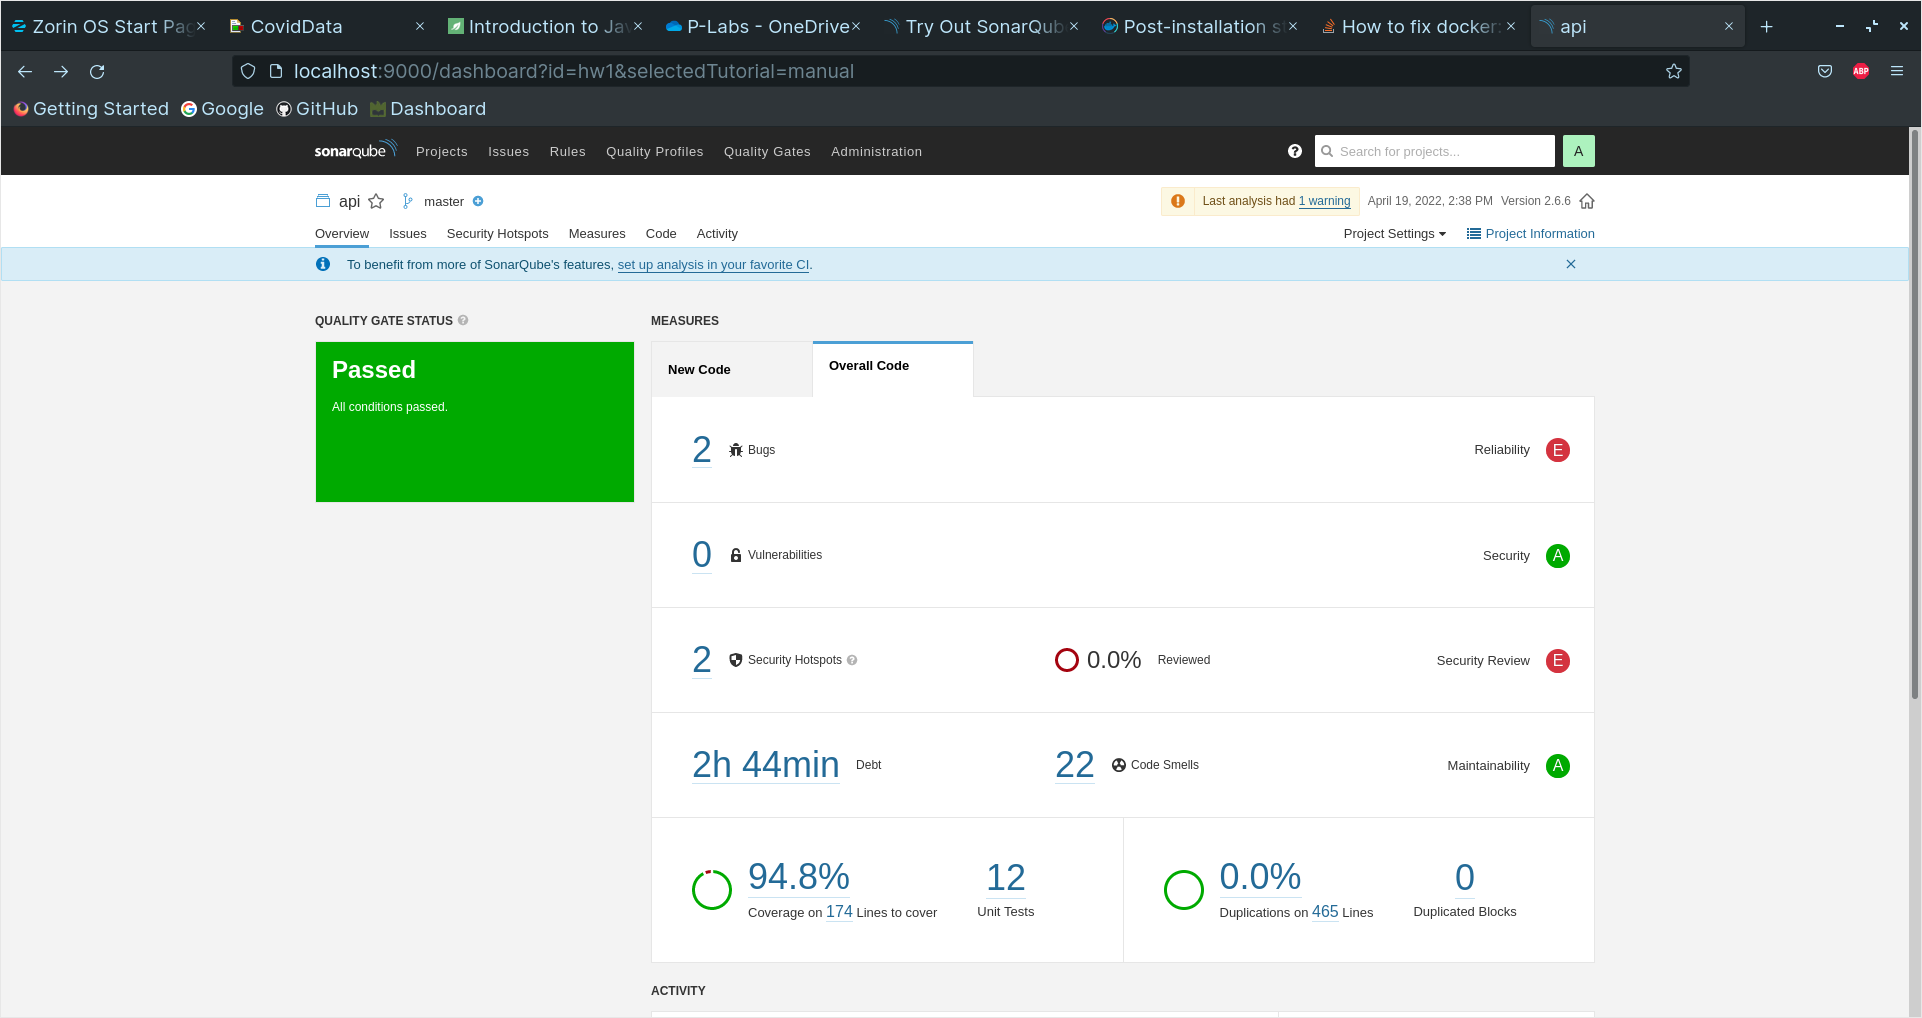 Zorin OS Start Pag
CovidData
Introduction to Jav
P-Labs - OneDrive
Try Out SonarQub
Post-installation st
How to fix docker:
api
localhost:9000/dashboard?id=hw1&selectedTutorial=manual
ABP
Getting Started
Google
GitHub
Dashboard
sonarqube
Projects
Issues
Rules
Quality Profiles
Quality Gates
Administration
Search for projects...
A
api
master
Last analysis had 1 warning
April 19, 2022, 2:38 PM
Version 2.6.6
Overview
Issues
Security Hotspots
Measures
Code
Activity
Project Settings
Project Information
To benefit from more of SonarQube's features, set up analysis in your favorite CI.
QUALITY GATE STATUS
MEASURES
Passed
All conditions passed.
New Code
Overall Code
2 Bugs
Reliability E
0 Vulnerabilities
Security A
2 Security Hotspots
0.0% Reviewed
Security Review E
2h 44min Debt
22 Code Smells
Maintainability A
94.8%
Coverage on 174 Lines to cover
12
Unit Tests
0.0%
Duplications on 465 Lines
0
Duplicated Blocks
ACTIVITY